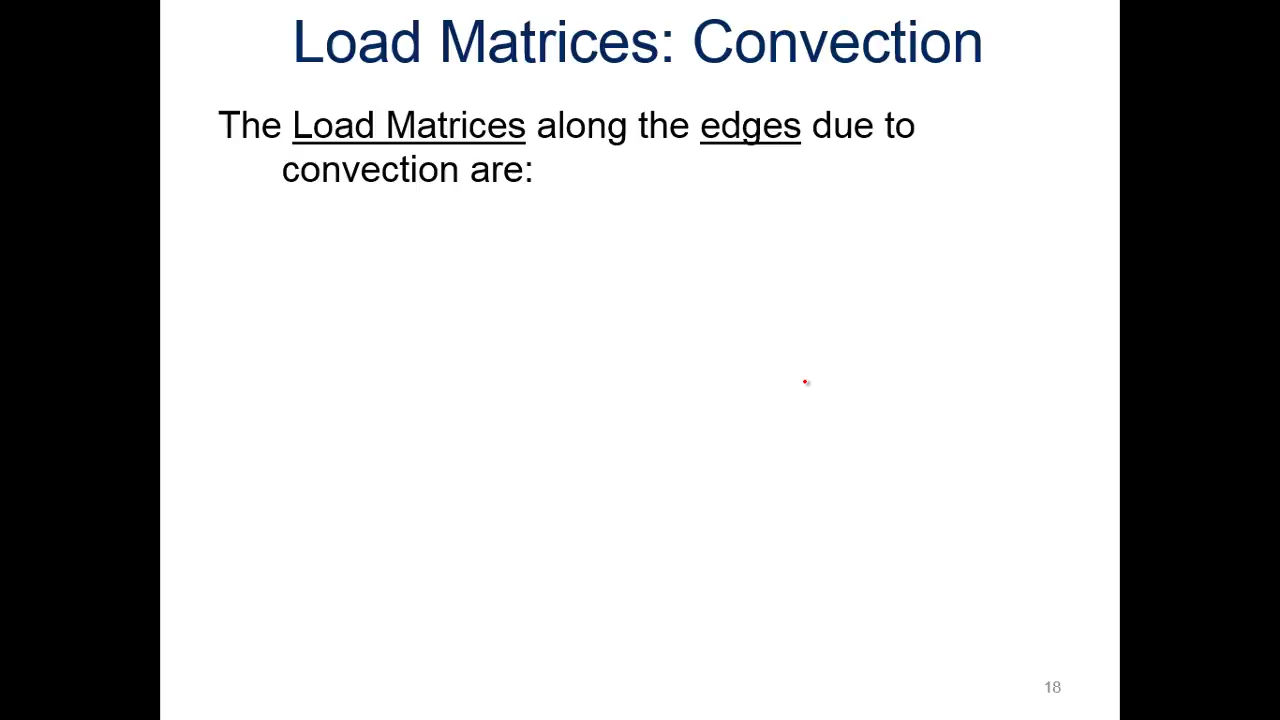 Load Matrices: Convection
The Load Matrices along the edges due to
convection are:
18